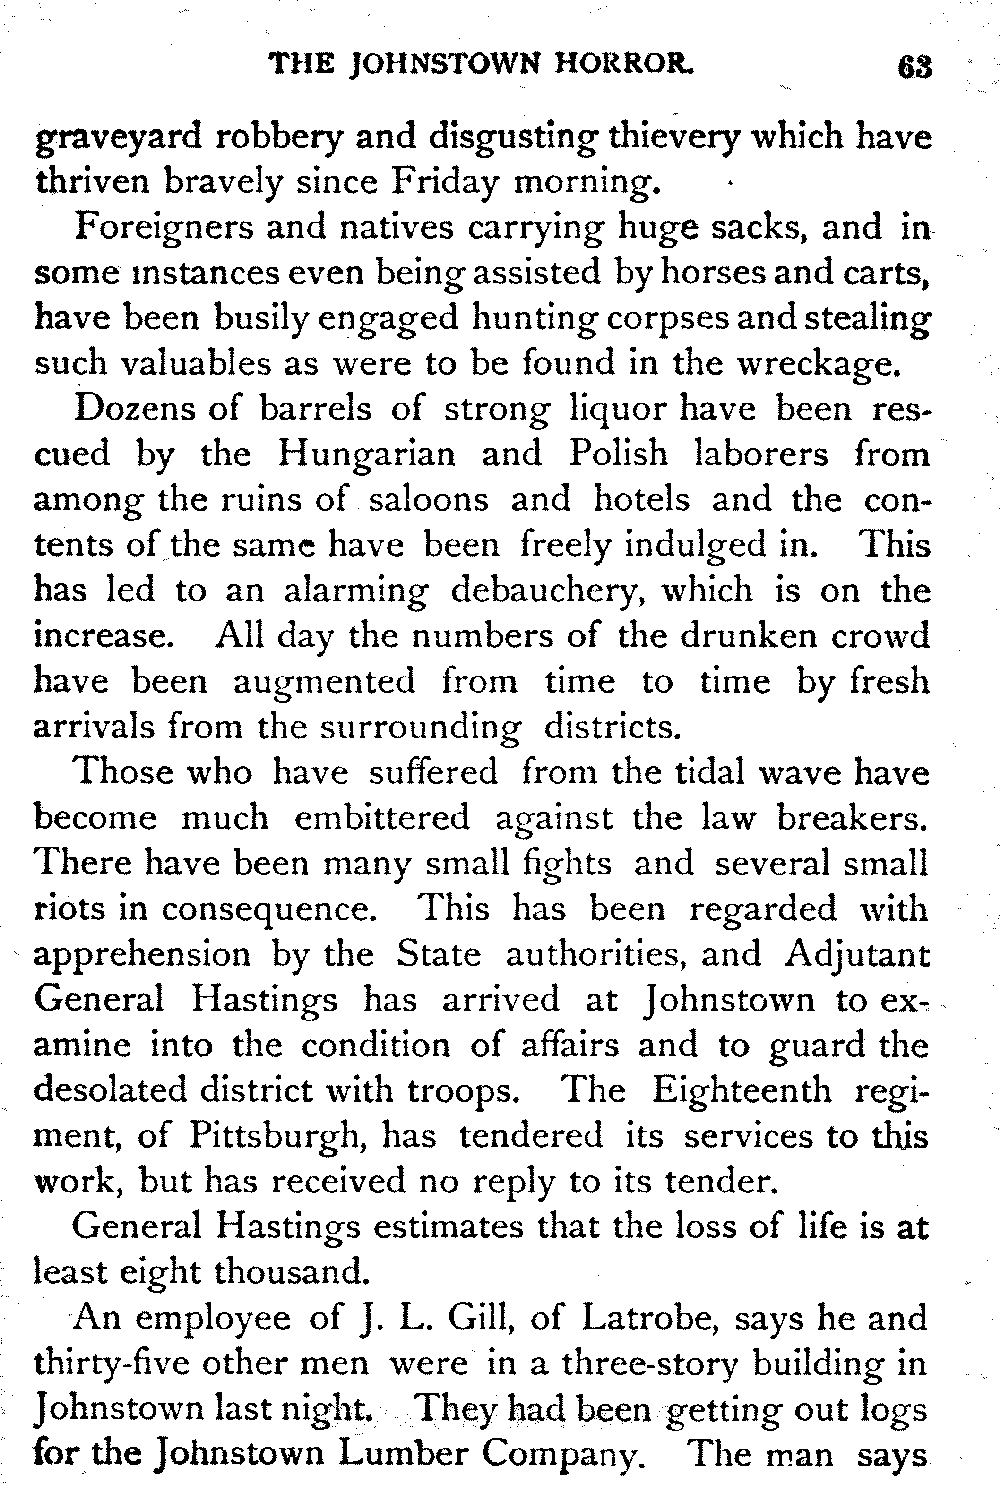 THE JOHNSTOWN HORROR. 63
graveyard robbery and disgusting thievery which have
thriven bravely since Friday morning.
Foreigners and natives carrying huge sacks, and in
some instances even being assisted by horses and carts,
have been busily engaged hunting corpses and stealing
such valuables as were to be found in the wreckage.
Dozens of barrels of strong liquor have been res-
cued by the Hungarian and Polish laborers from
among the ruins of saloons and hotels and the con-
tents of the same have been freely indulged in. This
has led to an alarming debauchery, which is on the
increase. All day the numbers of the drunken crowd
have been augmented from time to time by fresh
arrivals from the surrounding districts.
Those who have suffered from the tidal wave have
become much embittered against the law breakers.
There have been many small fights and several small
riots in consequence. This has been regarded with
apprehension by the State authorities, and Adjutant
General Hastings has arrived at Johnstown to ex-
amine into the condition of affairs and to guard the
desolated district with troops. The Eighteenth regi-
ment, of Pittsburgh, has tendered its services to this
work, but has received no reply to its tender.
General Hastings estimates that the loss of life is at
least eight thousand.
An employee of J. L. Gill, of Latrobe, says he and
thirty-five other men were in a three-story building in
Johnstown last night. They had been getting out logs
for the Johnstown Lumber Company. The man says